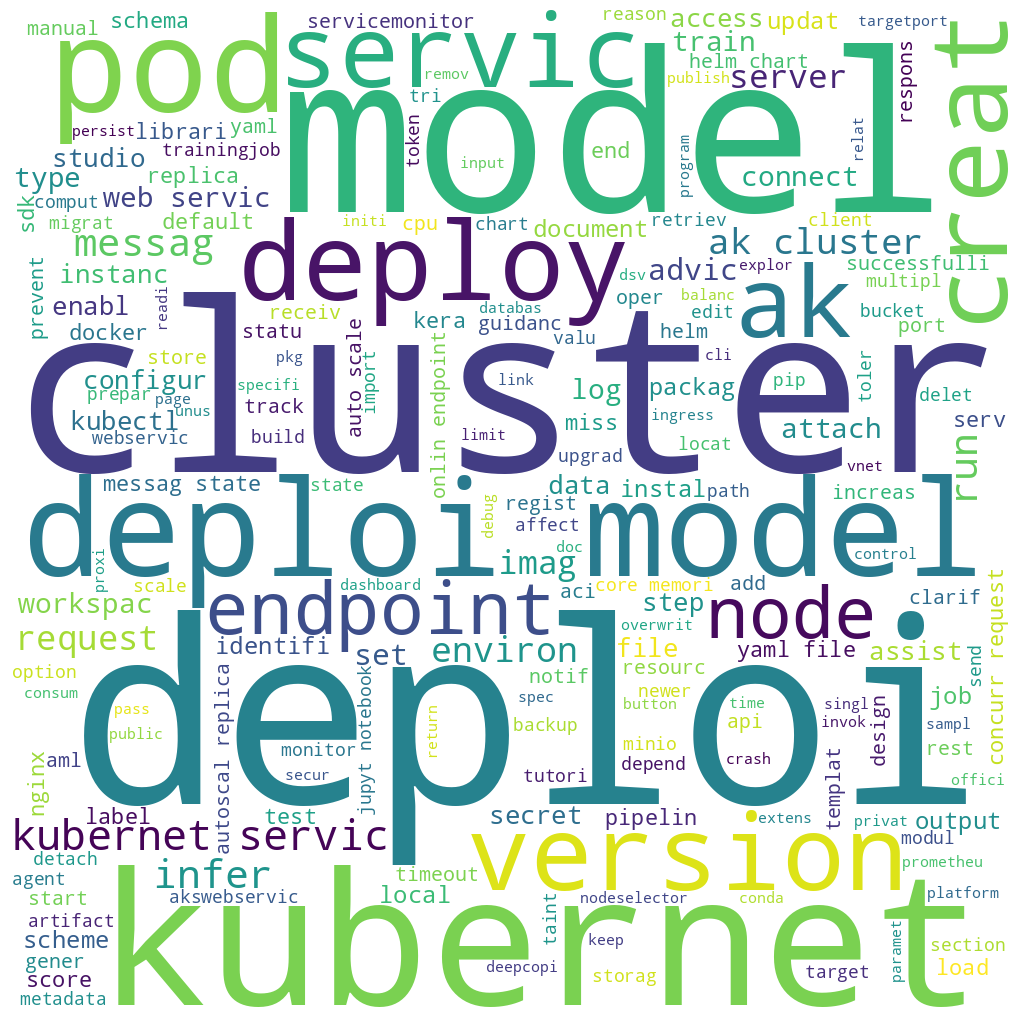 manual
schema
servicemonitor
reason
access
updat
targetport
pod
servic
train
helm chart
creat
remov
publish
server
respons
model
tri
persist
librari
yaml
token
input
end
program
relat
trainingjob
studio
type
replica
connect
sdk
comput
web servic
migrat
default
initi
cpu
chart
document
retriev
client
messag
deploy
ak cluster
instanc
dsv
advic
explor
successfulli
prevent
enabl
readi
receiv
databas
oper
balanc
edit
ak
multipl
bucket
docker
statu
auto scale
kera
guidanc
valu
helm
port
cluster
store
pkg
import
onlin endpoint
link
cli
toler
configur
specifi
log
packag
pip
prepar
page
unus
track
miss
ingress
delet
kubectl
webservic
build
limit
locat
attach
serv
upgrad
vnet
run
messag state
state
debug
data
instal
path
increas
deploi model
regist
affect
imag
doc
control
proxi
scale
dashboard
aci
core memori
add
workspac
endpoint
step
node
clarif
concurr request
overwrit
request
identifi
set
environ
file
yaml file
assist
option
autoscal replica
jupyt notebook
notif
resourc
send
consum
spec
newer
button
time
singl
job
pass
deploi
return
backup
api
invok
design
sampl
public
monitor
minio
rest
nginx
aml
secur
tutori
depend
crash
templat
offici
label
test
secret
pipelin
extens
privat
output
kubernet servic
version
modul
detach
infer
timeout
prometheu
agent
start
akswebservic
local
nodeselector
conda
platform
artifact
kubernet
taint
keep
paramet
scheme
section
gener
deepcopi
score
storag
target
load
metadata